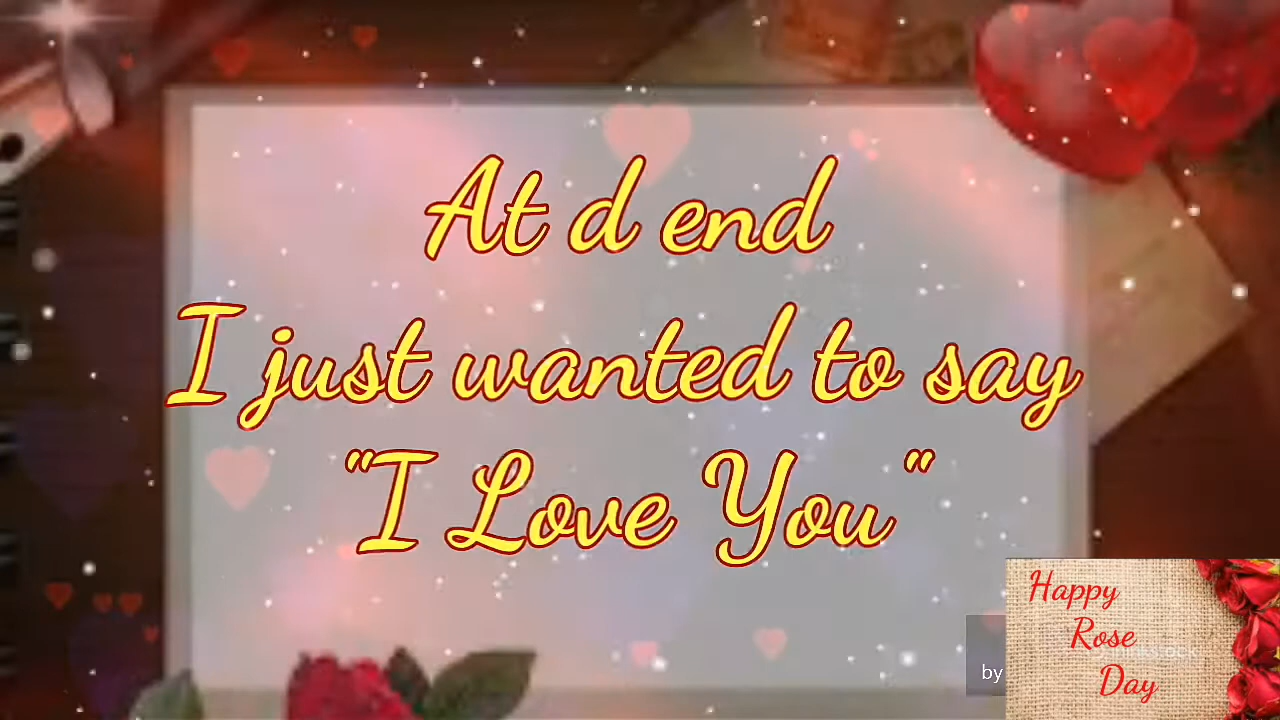 At d end
I just wanted to say
"I Love You"
Happy
Rose
Day
by